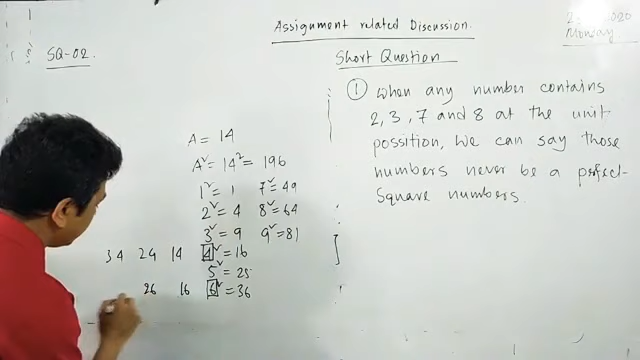 Assignment related Discussion.
2020
Monday
SQ-02.
Short Question
① When any number contains
2, 3, 7 and 8 at the unit
possition, We can say those
numbers never be a prefect-
Square numbers.
A = 14
A² = 14² = 196
1² = 1 7² = 49
2² = 4 8² = 64
3² = 9 9² = 81
34 24 14 4² = 16
5² = 25
26 16 6² = 36